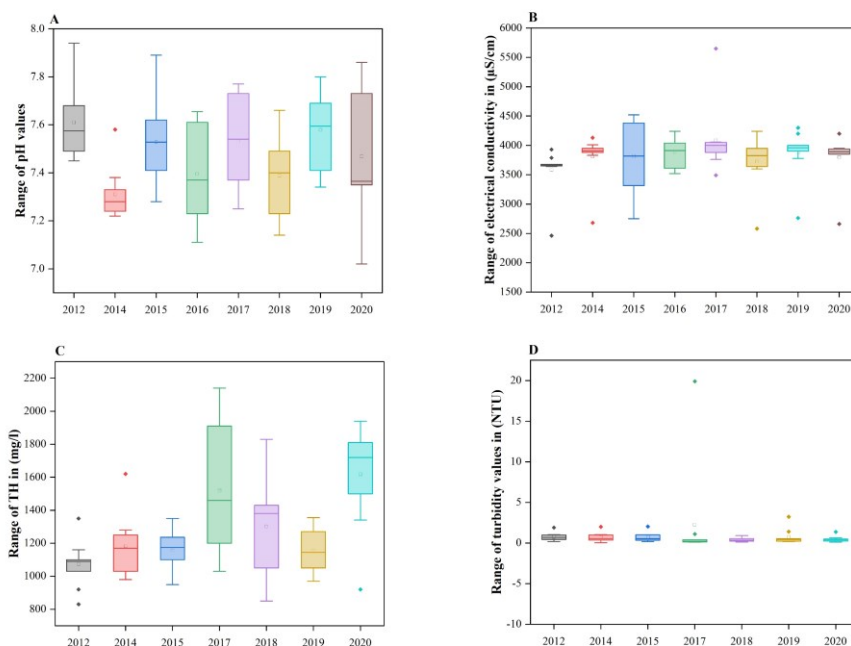 A
Range of pH values
8.0
7.8
7.6
7.4
7.2
7.0
2012 2014 2015 2016 2017 2018 2019 2020
B
Range of electrical conductivity in (µS/cm)
6000
5500
5000
4500
4000
3500
3000
2500
2000
1500
2012 2014 2015 2016 2017 2018 2019 2020
C
Range of TH in (mg/l)
2200
2000
1800
1600
1400
1200
1000
800
2012 2014 2015 2017 2018 2019 2020
D
Range of turbidity values in (NTU)
20
15
10
5
0
-5
-10
2012 2014 2015 2017 2018 2019 2020